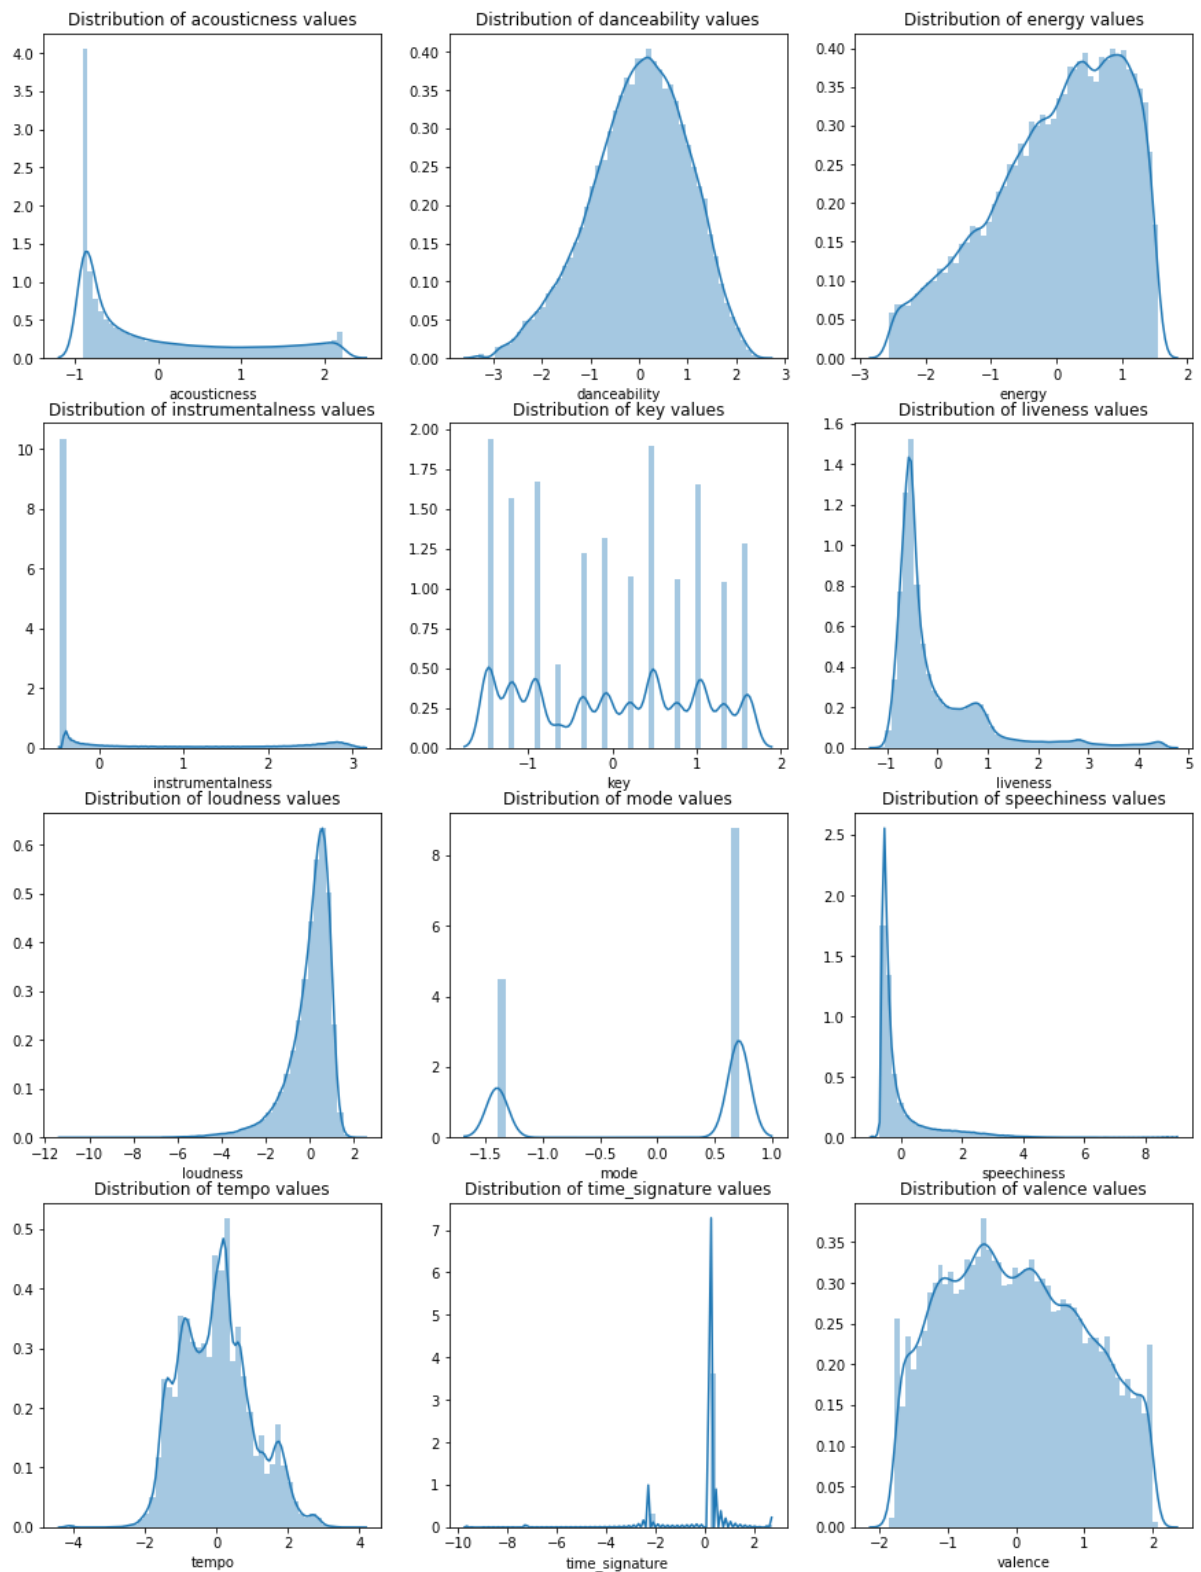 Distribution of acousticness values
4.0
3.5
3.0
2.5
2.0
1.5
1.0
0.5
0.0
−1 0 1 2
acousticness
Distribution of danceability values
0.40
0.35
0.30
0.25
0.20
0.15
0.10
0.05
0.00
−3 −2 −1 0 1 2 3
danceability
Distribution of energy values
0.40
0.35
0.30
0.25
0.20
0.15
0.10
0.05
0.00
−3 −2 −1 0 1 2
energy
Distribution of instrumentalness values
10
8
6
4
2
0
0 1 2 3
instrumentalness
Distribution of key values
2.00
1.75
1.50
1.25
1.00
0.75
0.50
0.25
0.00
−1 0 1 2
key
Distribution of liveness values
1.6
1.4
1.2
1.0
0.8
0.6
0.4
0.2
0.0
−1 0 1 2 3 4 5
liveness
Distribution of loudness values
0.6
0.5
0.4
0.3
0.2
0.1
0.0
−12 −10 −8 −6 −4 −2 0 2
loudness
Distribution of mode values
8
6
4
2
0
−1.5 −1.0 −0.5 0.0 0.5 1.0
mode
Distribution of speechiness values
2.5
2.0
1.5
1.0
0.5
0.0
0 2 4 6 8
speechiness
Distribution of tempo values
0.5
0.4
0.3
0.2
0.1
0.0
−4 −2 0 2 4
tempo
Distribution of time_signature values
7
6
5
4
3
2
1
0
−10 −8 −6 −4 −2 0 2
time_signature
Distribution of valence values
0.35
0.30
0.25
0.20
0.15
0.10
0.05
0.00
−2 −1 0 1 2
valence